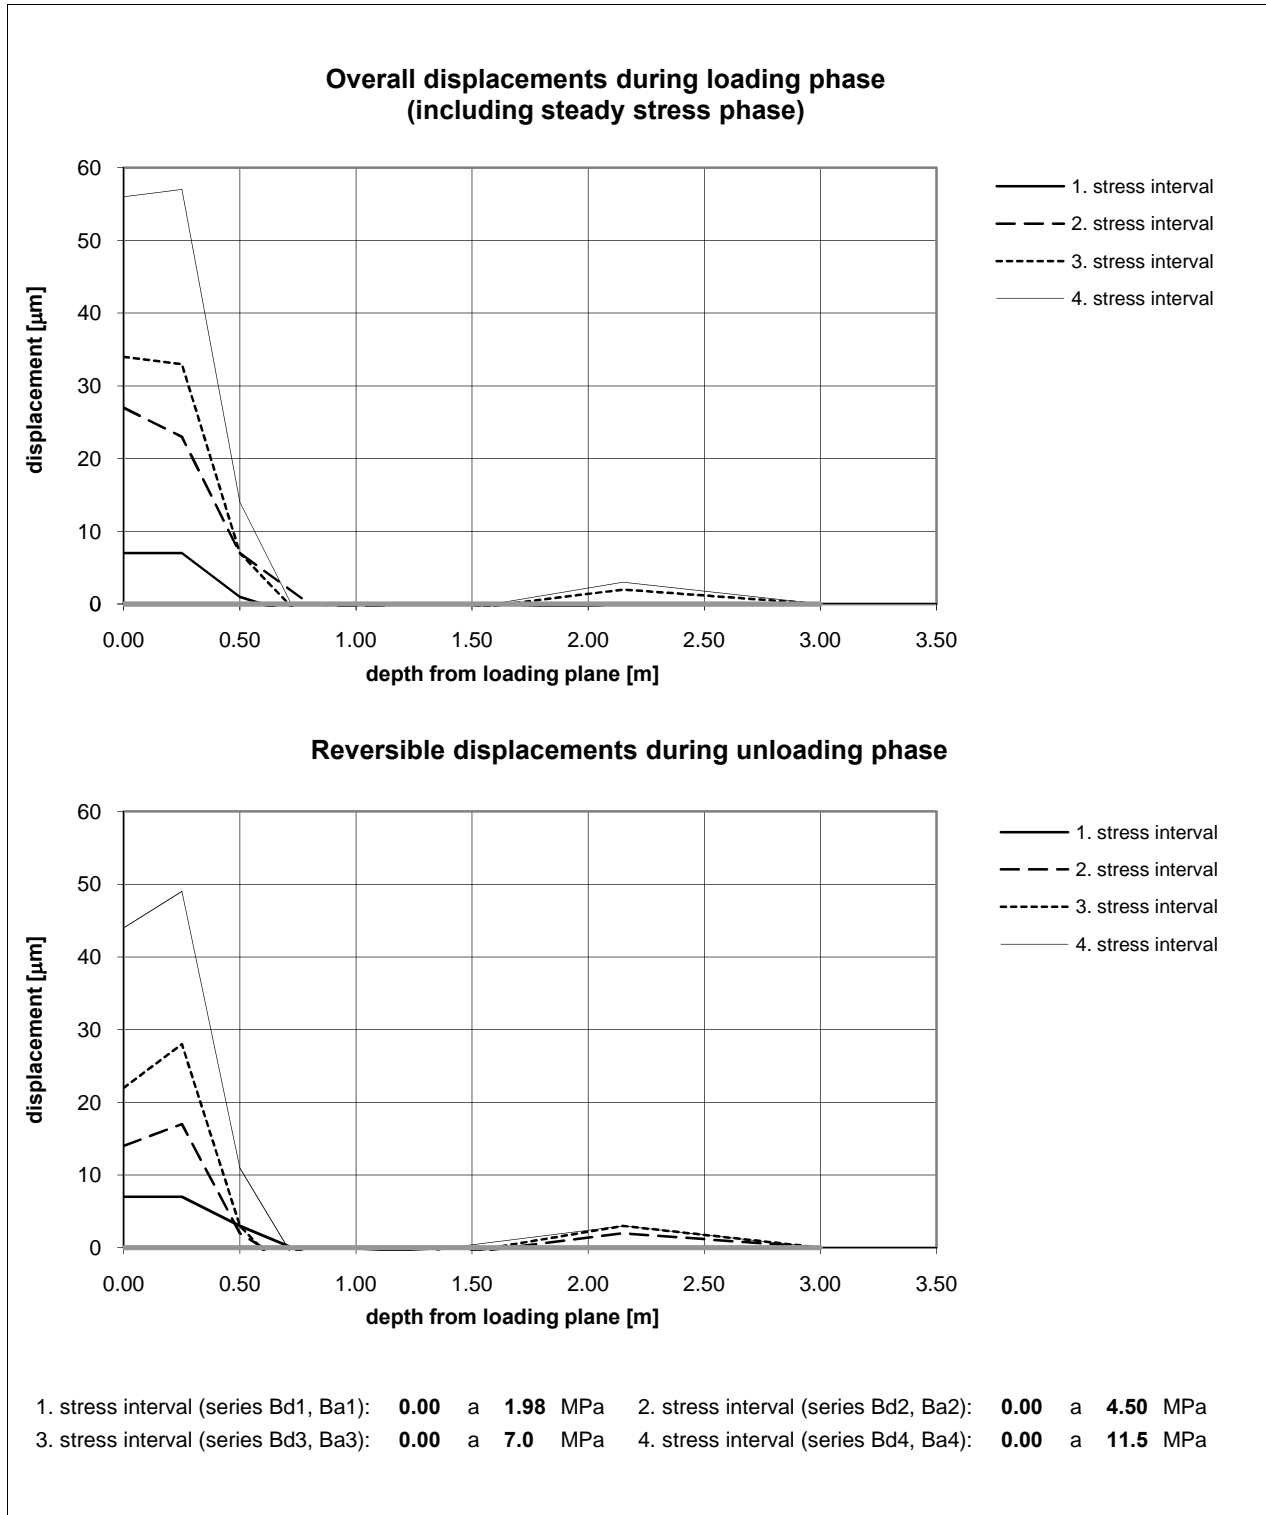 Overall displacements during loading phase
(including steady stress phase)
60
50
40
30
20
10
0
displacement [µm]
0.00 0.50 1.00 1.50 2.00 2.50 3.00 3.50
depth from loading plane [m]
1. stress interval
2. stress interval
3. stress interval
4. stress interval
Reversible displacements during unloading phase
60
50
40
30
20
10
0
displacement [µm]
0.00 0.50 1.00 1.50 2.00 2.50 3.00 3.50
depth from loading plane [m]
1. stress interval
2. stress interval
3. stress interval
4. stress interval
1. stress interval (series Bd1, Ba1): 0.00 a 1.98 MPa 2. stress interval (series Bd2, Ba2): 0.00 a 4.50 MPa
3. stress interval (series Bd3, Ba3): 0.00 a 7.0 MPa 4. stress interval (series Bd4, Ba4): 0.00 a 11.5 MPa